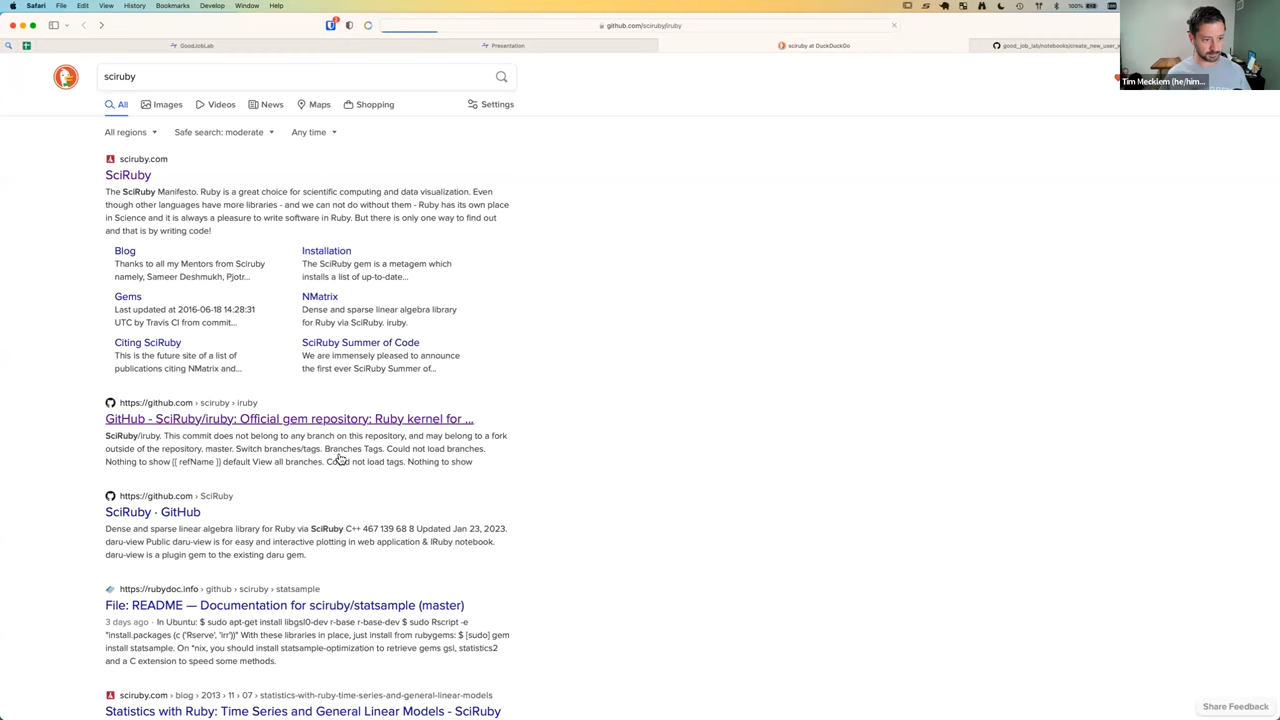 Safari File Edit View History Bookmarks Develop Window Help
100%
github.com/sciruby/iruby
GoodJobLab
Presentation
sciruby at DuckDuckGo
good_job_lab/notebooks/create_new_user_s
Tim Mecklem (he/him...
sciruby
All Images Videos News Maps Shopping Settings
All regions Safe search: moderate Any time
sciruby.com
SciRuby
The SciRuby Manifesto. Ruby is a great choice for scientific computing and data visualization. Even
though other languages have more libraries - and we can not do without them - Ruby has its own place
in Science and it is always a pleasure to write software in Ruby. But there is only one way to find out
and that is by writing code!
Blog
Thanks to all my Mentors from Sciruby
namely, Sameer Deshmukh, Pjotr...
Installation
The SciRuby gem is a metagem which
installs a list of up-to-date...
Gems
Last updated at 2016-06-18 14:28:31
UTC by Travis CI from commit...
NMatrix
Dense and sparse linear algebra library
for Ruby via SciRuby. iruby.
Citing SciRuby
This is the future site of a list of
publications citing NMatrix and...
SciRuby Summer of Code
We are immensely pleased to announce
the first ever SciRuby Summer of...
https://github.com › sciruby › iruby
GitHub - SciRuby/iruby: Official gem repository: Ruby kernel for ...
SciRuby/iruby. This commit does not belong to any branch on this repository, and may belong to a fork
outside of the repository. master. Switch branches/tags. Branches Tags. Could not load branches.
Nothing to show {{ refName }} default View all branches. Could not load tags. Nothing to show
https://github.com › SciRuby
SciRuby · GitHub
Dense and sparse linear algebra library for Ruby via SciRuby C++ 467 139 68 8 Updated Jan 23, 2023.
daru-view Public daru-view is for easy and interactive plotting in web application & IRuby notebook.
daru-view is a plugin gem to the existing daru gem.
https://rubydoc.info › github › sciruby › statsample
File: README — Documentation for sciruby/statsample (master)
3 days ago · In Ubuntu: $ sudo apt-get install libgsl0-dev r-base r-base-dev $ sudo Rscript -e
"install.packages (c ('Rserve', 'irr'))" With these libraries in place, just install from rubygems: $ [sudo] gem
install statsample. On *nix, you should install statsample-optimization to retrieve gems gsl, statistics2
and a C extension to speed some methods.
sciruby.com › blog › 2013 › 11 › 07 › statistics-with-ruby-time-series-and-general-linear-models
Statistics with Ruby: Time Series and General Linear Models - SciRuby
Share Feedback